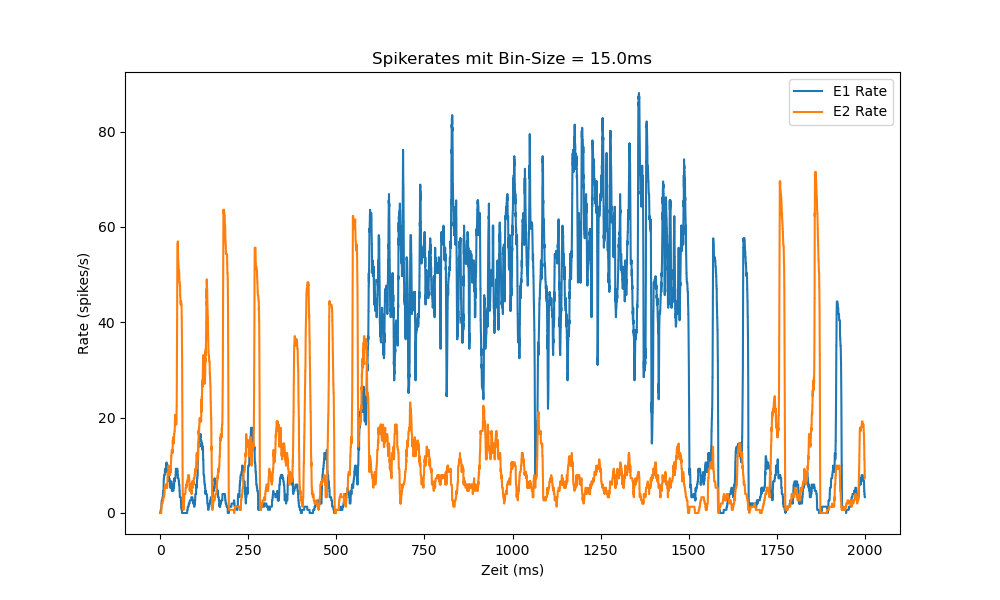 Spikerates mit Bin-Size = 15.0ms
E1 Rate
E2 Rate
Rate (spikes/s)
80
60
40
20
0
0 250 500 750 1000 1250 1500 1750 2000
Zeit (ms)